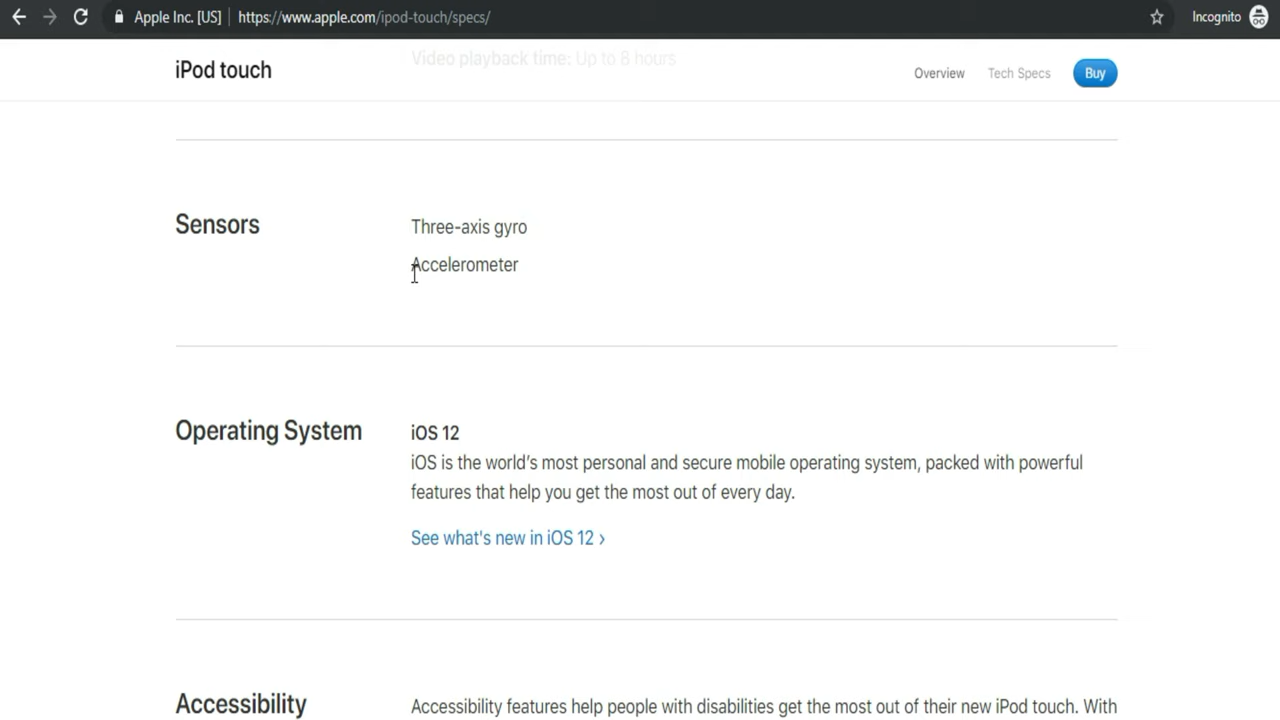 Apple Inc. [US] https://www.apple.com/ipod-touch/specs/ Incognito
Video playback time: Up to 8 hours
iPod touch Overview Tech Specs Buy
Sensors Three-axis gyro
Accelerometer
Operating System iOS 12
iOS is the world's most personal and secure mobile operating system, packed with powerful
features that help you get the most out of every day.
See what's new in iOS 12 ›
Accessibility Accessibility features help people with disabilities get the most out of their new iPod touch. With